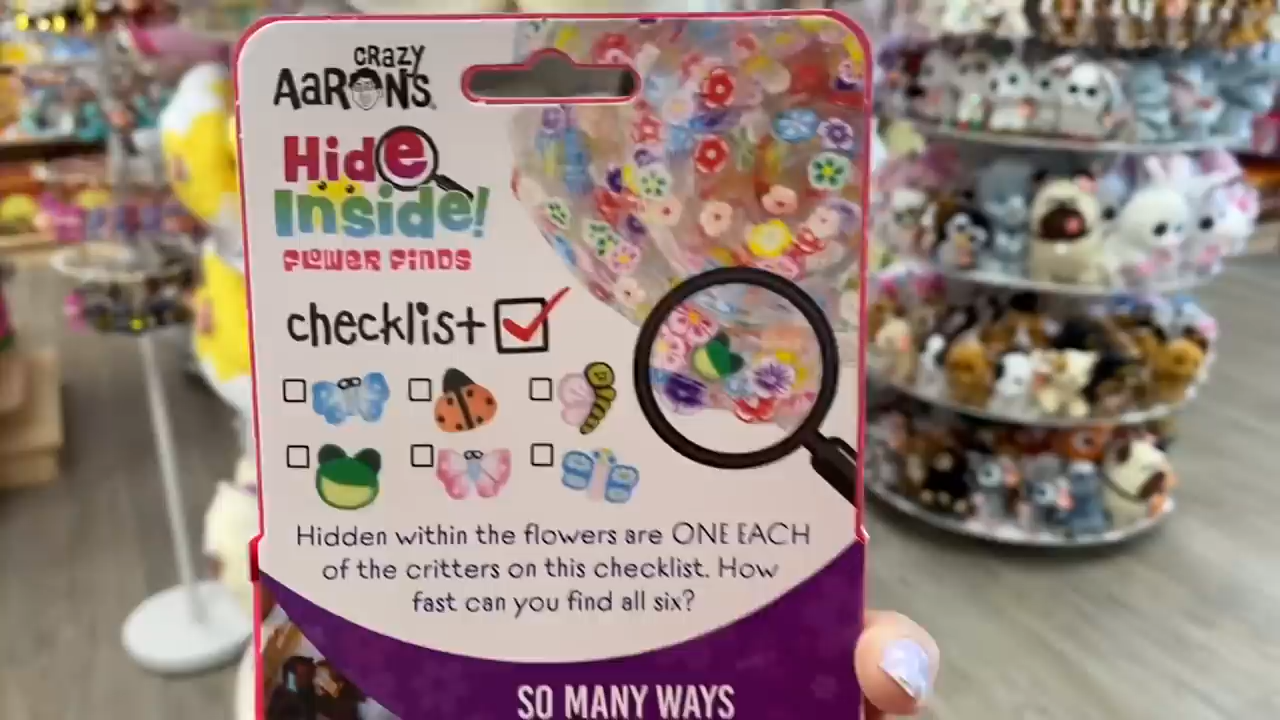 CRAZY
AARON'S
Hide
Inside!
FLOWER FINDS
checklist
Hidden within the flowers are ONE EACH
of the critters on this checklist. How
fast can you find all six?
SO MANY WAYS